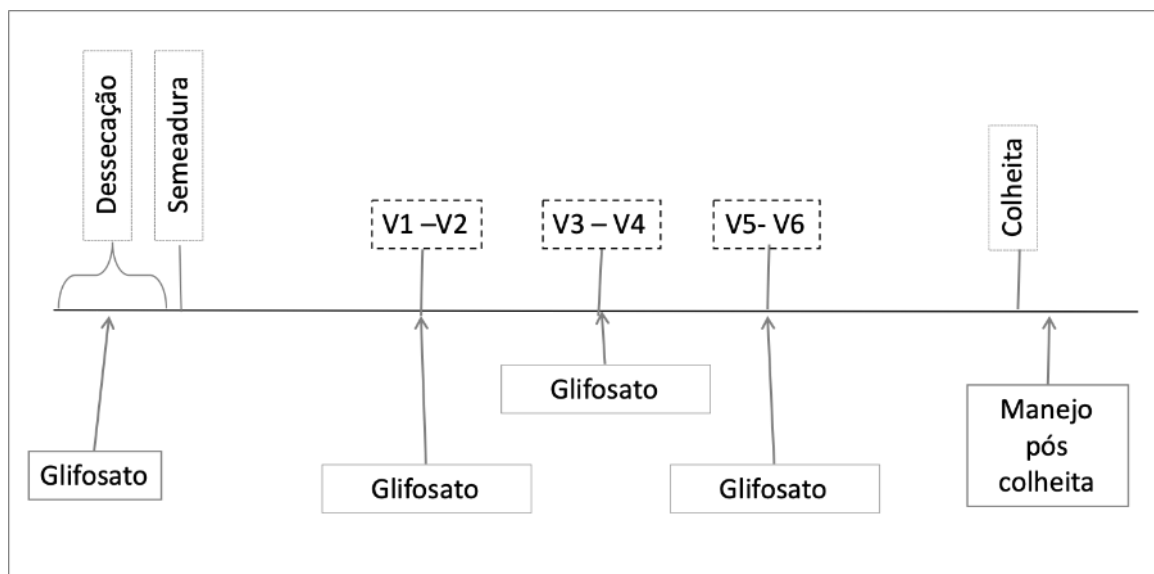 Dessecação
Semeadura
V1 –V2
V3 – V4
V5- V6
Colheita
Glifosato
Glifosato
Glifosato
Glifosato
Manejo
pós
colheita